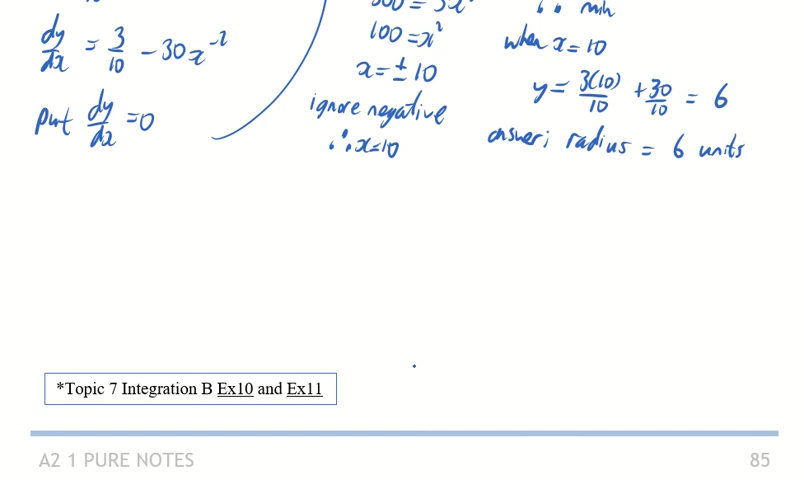 dy/dx = 3/10 - 30x⁻²
put dy/dx = 0
100 = x²
x = ± 10
ignore negative
∴ x=10
∴ min
when x = 10
y = 3(10)/10 + 30/10 = 6
answer; radius = 6 units
*Topic 7 Integration B Ex10 and Ex11
A2 1 PURE NOTES
85